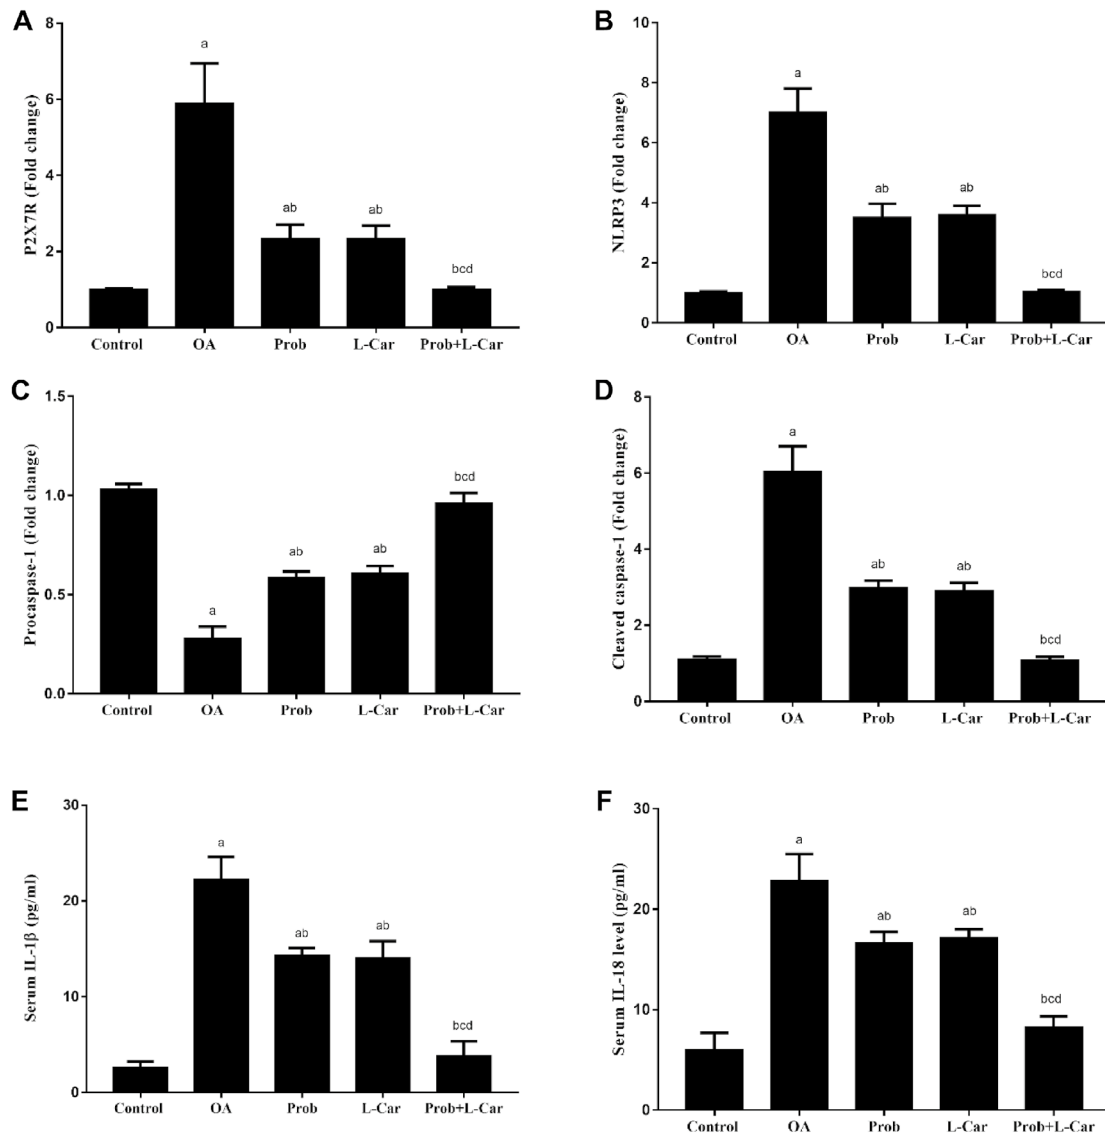 A
P2X7R (Fold change)
8
6
4
2
0
a
ab
ab
bcd
Control OA Prob L-Car Prob+L-Car
B
NLRP3 (Fold change)
10
8
6
4
2
0
a
ab
ab
bcd
Control OA Prob L-Car Prob+L-Car
C
Procaspase-1 (Fold change)
1.5
1.0
0.5
0.0
a
ab
ab
bcd
Control OA Prob L-Car Prob+L-Car
D
Cleaved caspase-1 (Fold change)
8
6
4
2
0
a
ab
ab
bcd
Control OA Prob L-Car Prob+L-Car
E
Serum IL-1β (pg/ml)
30
20
10
0
a
ab
ab
bcd
Control OA Prob L-Car Prob+L-Car
F
Serum IL-18 level (pg/ml)
30
20
10
0
a
ab
ab
bcd
Control OA Prob L-Car Prob+L-Car